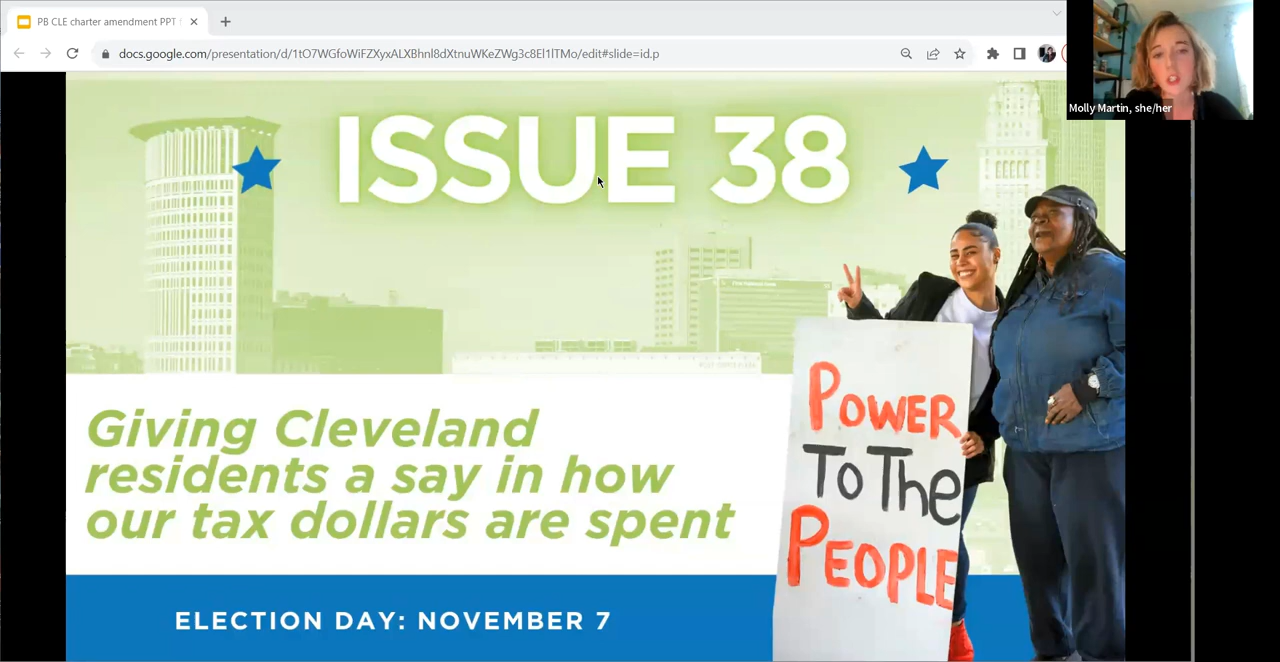 PB CLE charter amendment PPT
docs.google.com/presentation/d/1tO7WGfoWiFZXyxALXBhnl8dXtnuWXeZWg3c8El1lTMo/edit#slide=id.p
Molly Martin, she/her
ISSUE 38
Giving Cleveland
residents a say in how
our tax dollars are spent
POWER
To The
PEOPLE
ELECTION DAY: NOVEMBER 7